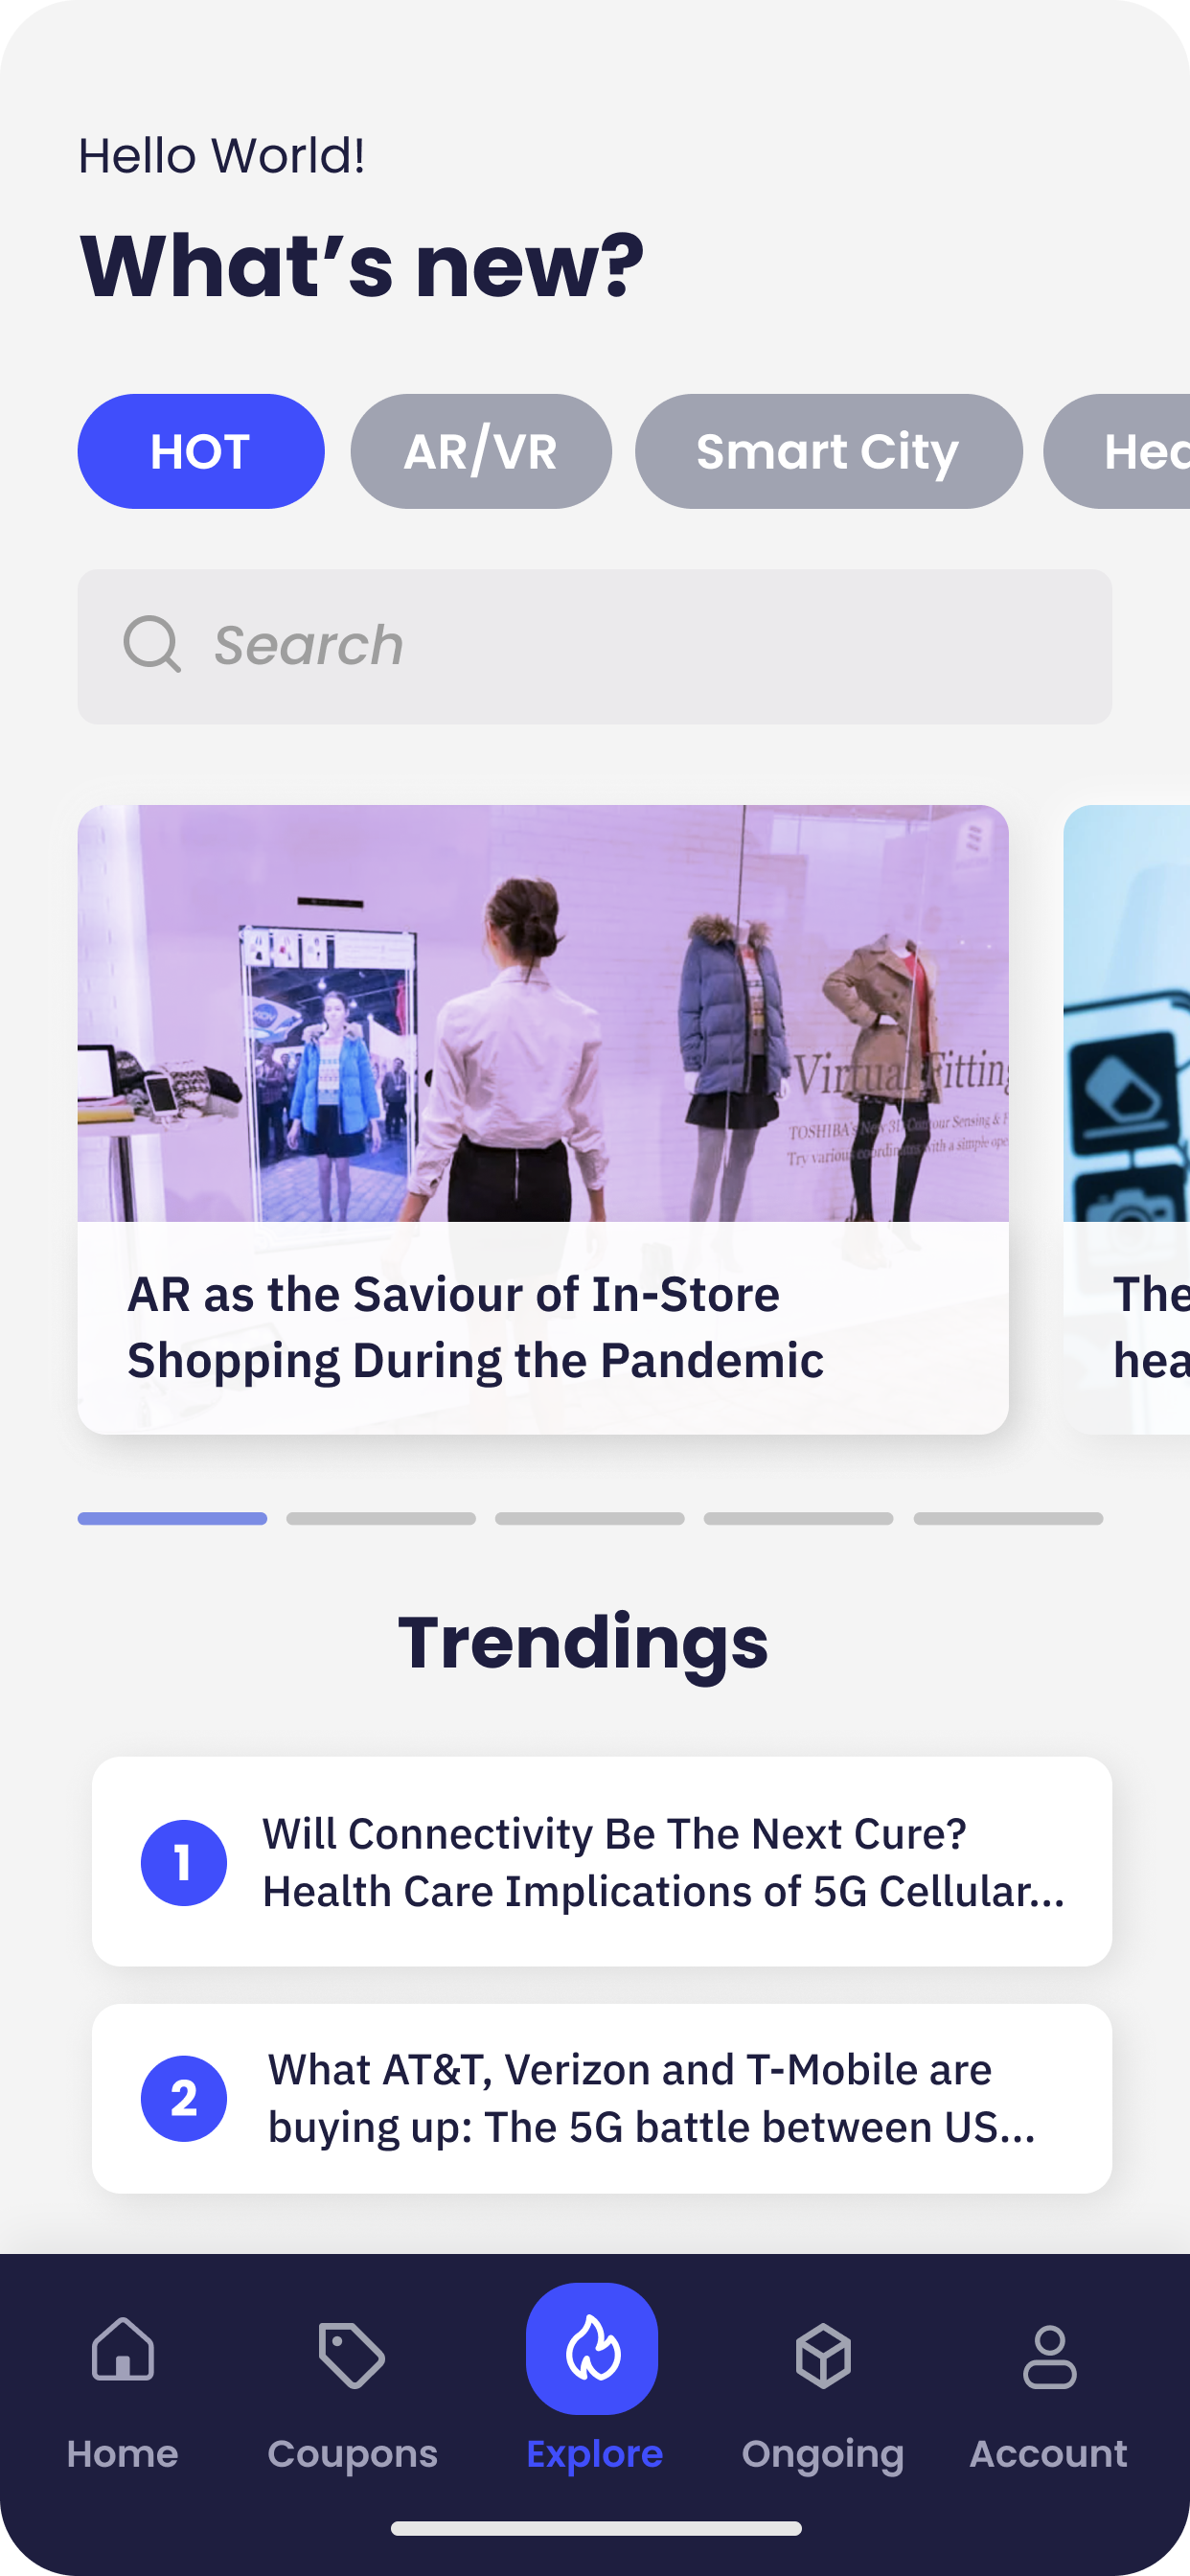 Hello World!
What’s new?
HOT
AR/VR
Smart City
Hea
Search
Virtual Fitting
TOSHIBA's New 3D Contour Sensing & F
Try various coordinates with a simple ope
AR as the Saviour of In-Store
Shopping During the Pandemic
The
hea
Trendings
1
Will Connectivity Be The Next Cure?
Health Care Implications of 5G Cellular...
2
What AT&T, Verizon and T-Mobile are
buying up: The 5G battle between US...
Home
Coupons
Explore
Ongoing
Account